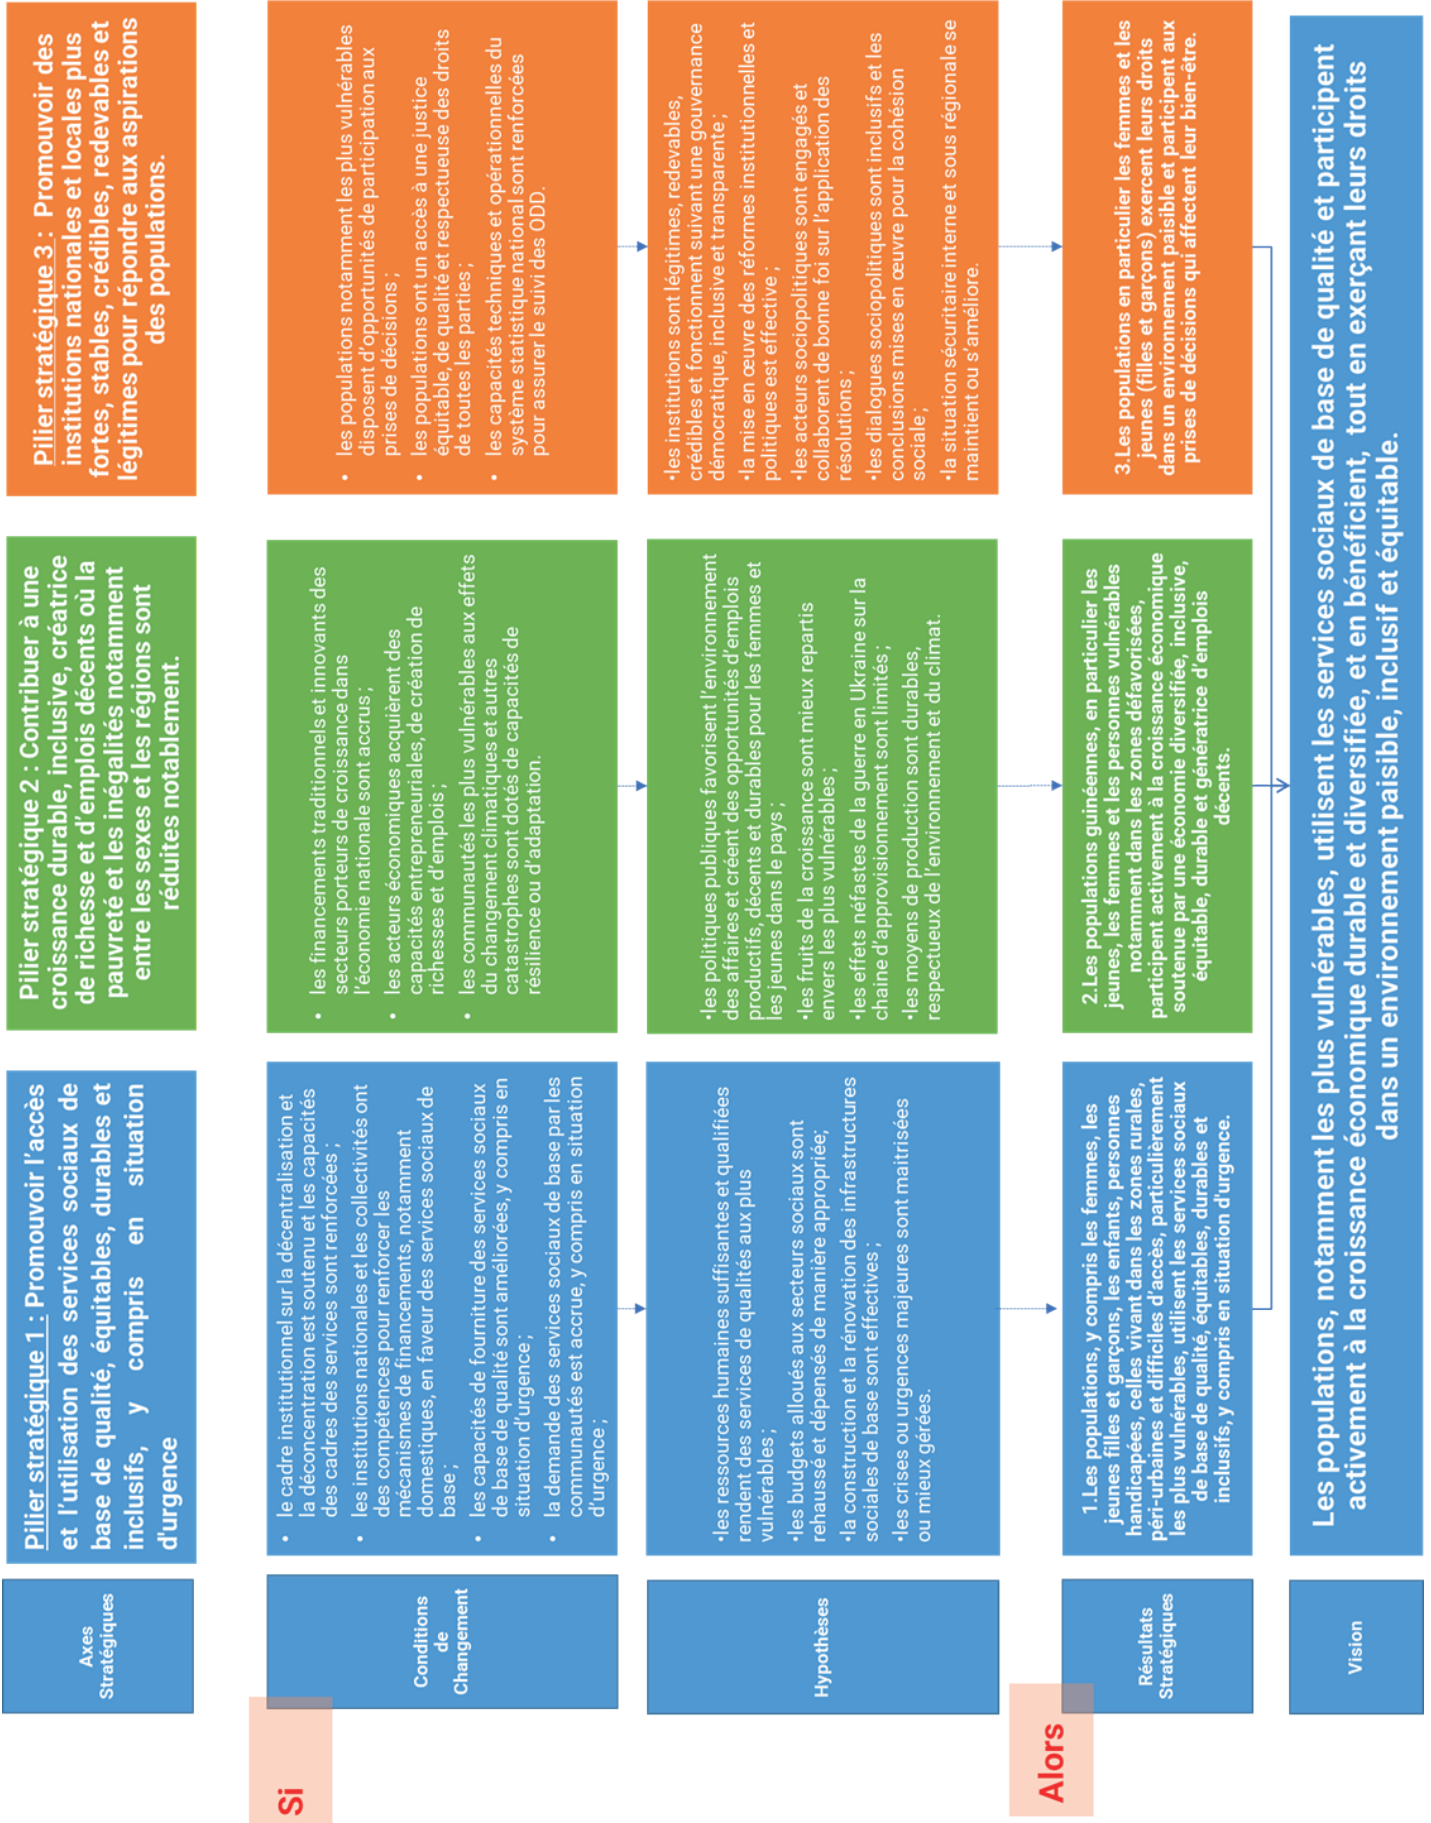 Axes
Stratégiques
Pilier stratégique 1 : Promouvoir l'accès
et l'utilisation des services sociaux de
base de qualité, équitables, durables et
inclusifs, y compris en situation
d'urgence
Pilier stratégique 2 : Contribuer à une
croissance durable, inclusive, créatrice
de richesse et d'emplois décents où la
pauvreté et les inégalités notamment
entre les sexes et les régions sont
réduites notablement.
Pilier stratégique 3 : Promouvoir des
institutions nationales et locales plus
fortes, stables, crédibles, redevables et
légitimes pour répondre aux aspirations
des populations.
Si
Conditions
de
Changement
• le cadre institutionnel sur la décentralisation et
la déconcentration est soutenu et les capacités
des cadres des services sont renforcées ;
• les institutions nationales et les collectivités ont
des compétences pour renforcer les
mécanismes de financements, notamment
domestiques, en faveur des services sociaux de
base ;
• les capacités de fourniture des services sociaux
de base de qualité sont améliorées, y compris en
situation d'urgence ;
• la demande des services sociaux de base par les
communautés est accrue, y compris en situation
d'urgence ;
• les financements traditionnels et innovants des
secteurs porteurs de croissance dans
l'économie nationale sont accrus ;
• les acteurs économiques acquièrent des
capacités entrepreneuriales, de création de
richesses et d'emplois ;
• les communautés les plus vulnérables aux effets
du changement climatiques et autres
catastrophes sont dotés de capacités de
résilience ou d'adaptation.
• les populations notamment les plus vulnérables
disposent d'opportunités de participation aux
prises de décisions ;
• les populations ont un accès à une justice
équitable, de qualité et respectueuse des droits
de toutes les parties ;
• les capacités techniques et opérationnelles du
système statistique national sont renforcées
pour assurer le suivi des ODD.
Hypothèses
•les ressources humaines suffisantes et qualifiées
rendent des services de qualités aux plus
vulnérables ;
•les budgets alloués aux secteurs sociaux sont
rehaussé et dépensés de manière appropriée;
•la construction et la rénovation des infrastructures
sociales de base sont effectives ;
•les crises ou urgences majeures sont maitrisées
ou mieux gérées.
•les politiques publiques favorisent l'environnement
des affaires et créent des opportunités d'emplois
productifs, décents et durables pour les femmes et
les jeunes dans le pays ;
•les fruits de la croissance sont mieux repartis
envers les plus vulnérables ;
•les effets néfastes de la guerre en Ukraine sur la
chaine d'approvisionnement sont limités ;
•les moyens de production sont durables,
respectueux de l'environnement et du climat.
•les institutions sont légitimes, redevables,
crédibles et fonctionnent suivant une gouvernance
démocratique, inclusive et transparente ;
•la mise en œuvre des réformes institutionnelles et
politiques est effective ;
•les acteurs sociopolitiques sont engagés et
collaborent de bonne foi sur l'application des
résolutions ;
•les dialogues sociopolitiques sont inclusifs et les
conclusions mises en œuvre pour la cohésion
sociale ;
•la situation sécuritaire interne et sous régionale se
maintient ou s'améliore.
Alors
Résultats
Stratégiques
1.Les populations, y compris les femmes, les
jeunes filles et garçons, les enfants, personnes
handicapées, celles vivant dans les zones rurales,
péri-urbaines et difficiles d'accès, particulièrement
les plus vulnérables, utilisent les services sociaux
de base de qualité, équitables, durables et
inclusifs, y compris en situation d'urgence.
2.Les populations guinéennes, en particulier les
jeunes, les femmes et les personnes vulnérables
notamment dans les zones défavorisées,
participent activement à la croissance économique
soutenue par une économie diversifiée, inclusive,
équitable, durable et génératrice d'emplois
décents.
3.Les populations en particulier les femmes et les
jeunes (filles et garçons) exercent leurs droits
dans un environnement paisible et participent aux
prises de décisions qui affectent leur bien-être.
Vision
Les populations, notamment les plus vulnérables, utilisent les services sociaux de base de qualité et participent
activement à la croissance économique durable et diversifiée, et en bénéficient, tout en exerçant leurs droits
dans un environnement paisible, inclusif et équitable.